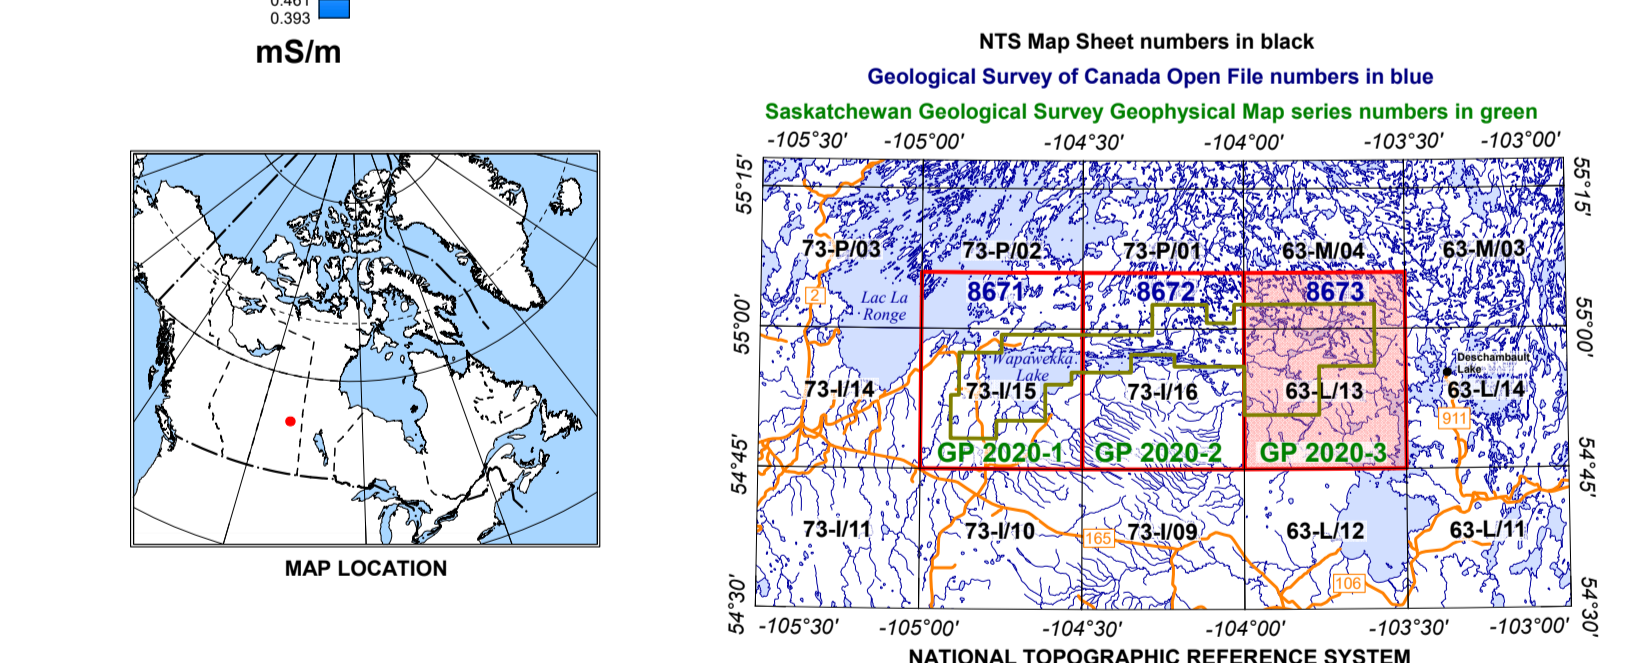 0.461
0.393
mS/m
MAP LOCATION
NTS Map Sheet numbers in black
Geological Survey of Canada Open File numbers in blue
Saskatchewan Geological Survey Geophysical Map series numbers in green
-105°30' -105°00' -104°30' -104°00' -103°30' -103°00'
55°15' 55°15'
73-P/03 73-P/02 73-P/01 63-M/04 63-M/03
2 8671 8672 8673
Lac La
Ronge
55°00' 55°00'
Wapawekka
Lake
Deschambault
Lake
73-I/14 73-I/15 73-I/16 63-L/13 63-L/14
911
GP 2020-1 GP 2020-2 GP 2020-3
54°45' 54°45'
73-I/11 73-I/10 165 73-I/09 63-L/12 63-L/11
106
54°30' 54°30'
-105°30' -105°00' -104°30' -104°00' -103°30' -103°00'
NATIONAL TOPOGRAPHIC REFERENCE SYSTEM